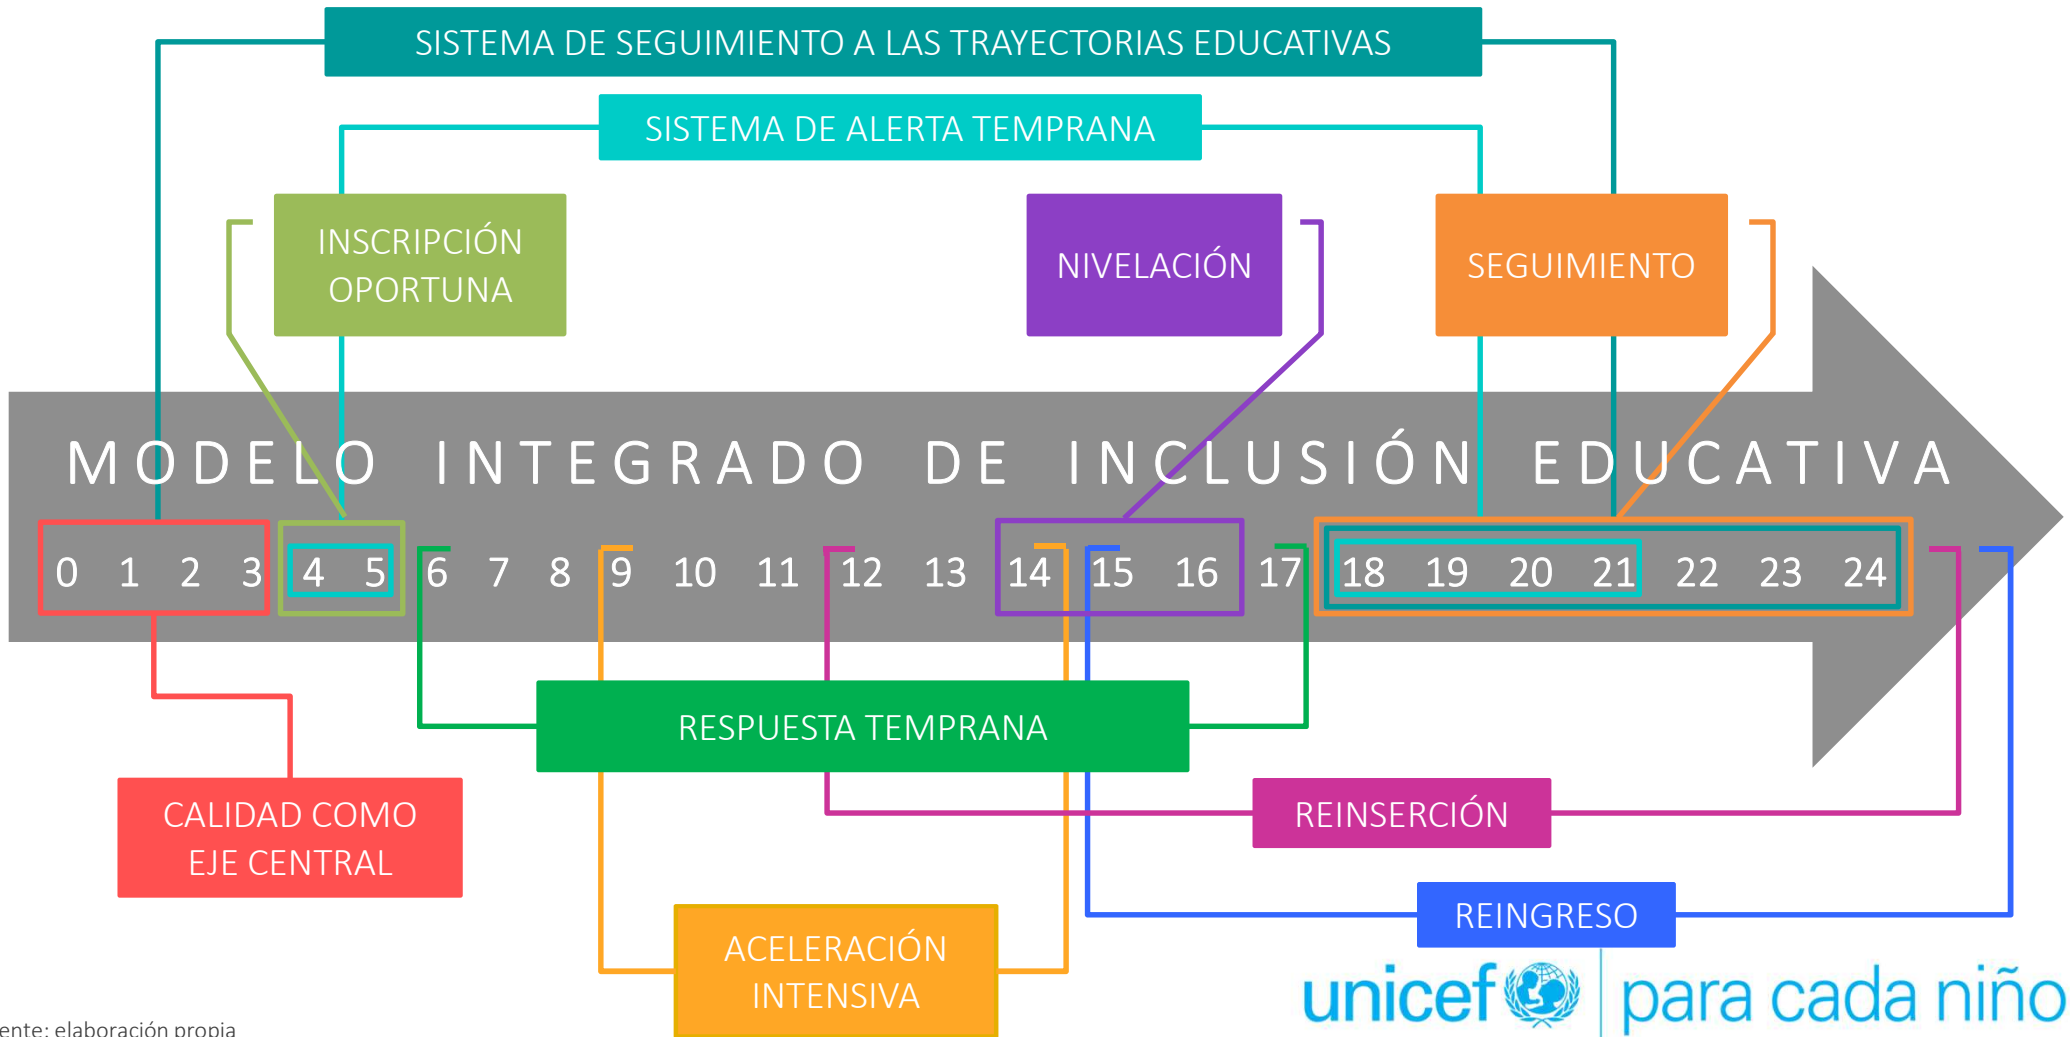 SISTEMA DE SEGUIMIENTO A LAS TRAYECTORIAS EDUCATIVAS
SISTEMA DE ALERTA TEMPRANA
INSCRIPCIÓN
OPORTUNA
NIVELACIÓN
SEGUIMIENTO
MODELO INTEGRADO DE INCLUSIÓN EDUCATIVA
0 1 2 3 4 5 6 7 8 9 10 11 12 13 14 15 16 17 18 19 20 21 22 23 24
RESPUESTA TEMPRANA
CALIDAD COMO
EJE CENTRAL
REINSERCIÓN
REINGRESO
ACELERACIÓN
INTENSIVA
unicef para cada niño
ente: elaboración propia